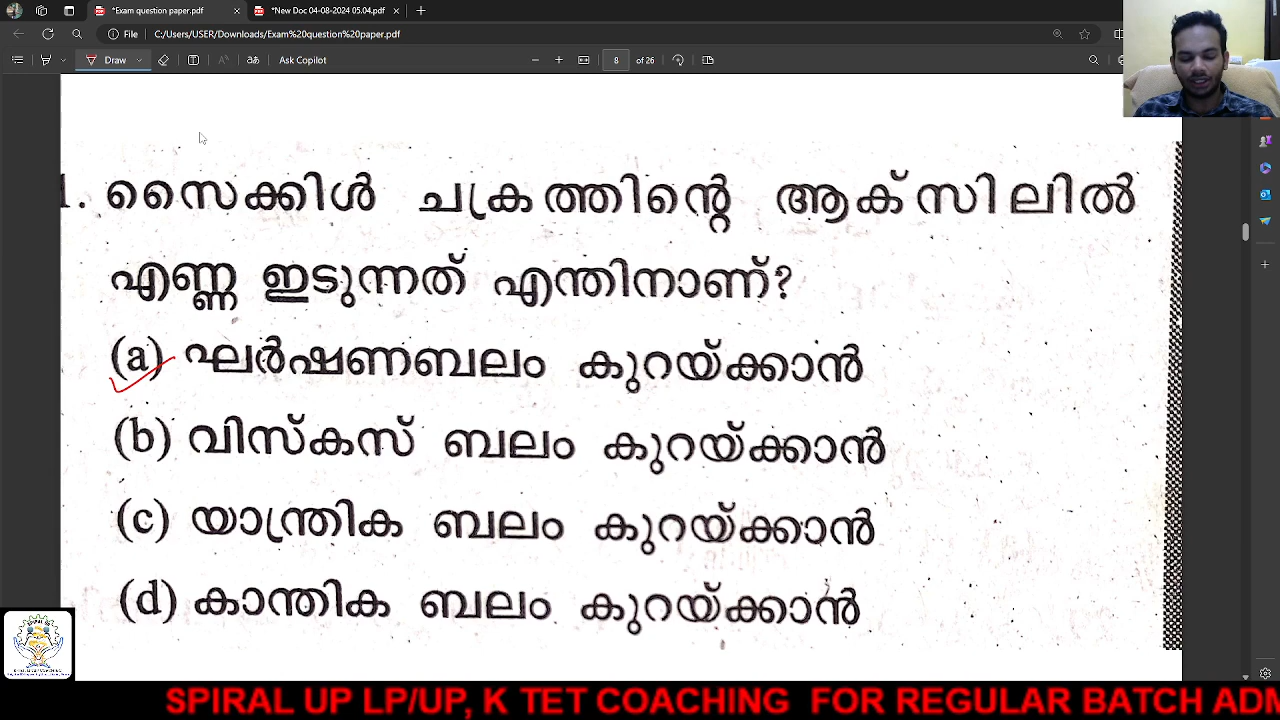 *Exam question paper.pdf
*New Doc 04-08-2024 05.04.pdf
File C:/Users/USER/Downloads/Exam%20question%20paper.pdf
Draw
Ask Copilot
8 of 26
1. സൈക്കിൾ ചക്രത്തിന്റെ ആക്സിലിൽ
എണ്ണ ഇടുന്നത് എന്തിനാണ്?
(a) ഘർഷണബലം കുറയ്ക്കാൻ
(b) വിസ്കസ് ബലം കുറയ്ക്കാൻ
(c) യാന്ത്രിക ബലം കുറയ്ക്കാൻ
(d) കാന്തിക ബലം കുറയ്ക്കാൻ
SPIRAL UP LP/UP, K TET COACHING FOR REGULAR BATCH ADM